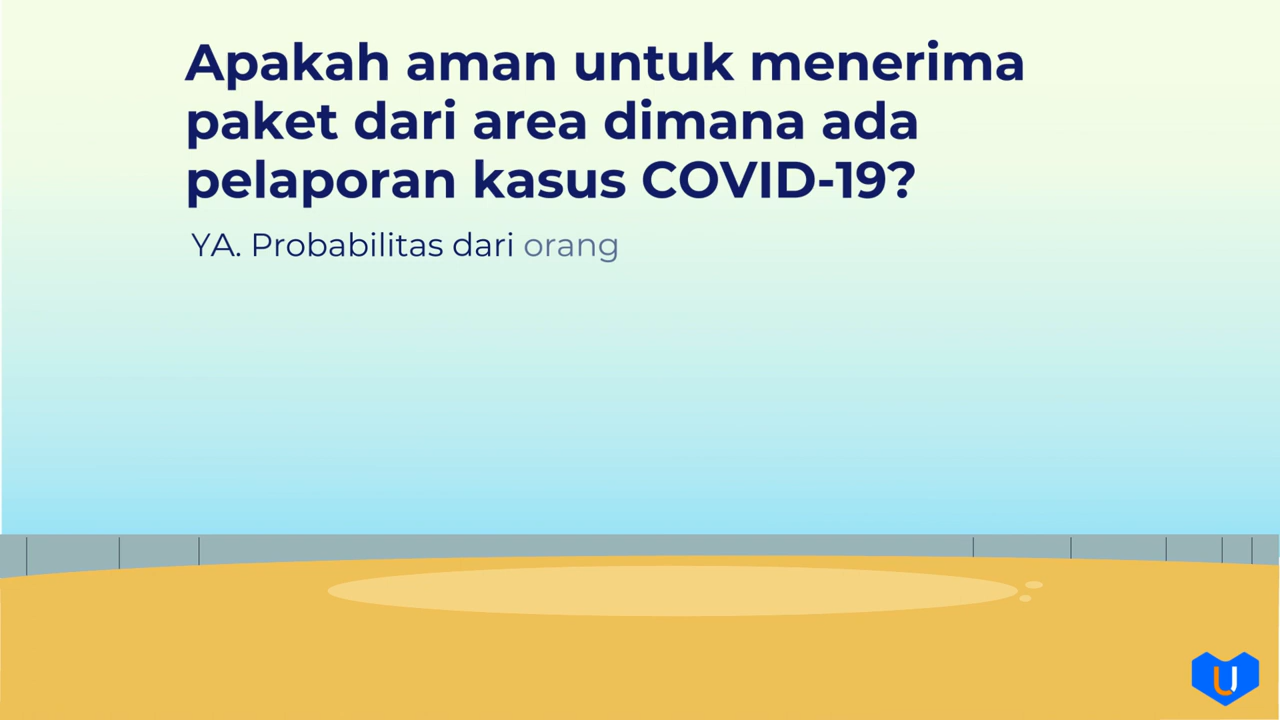 Apakah aman untuk menerima
paket dari area dimana ada
pelaporan kasus COVID-19?
YA. Probabilitas dari orang